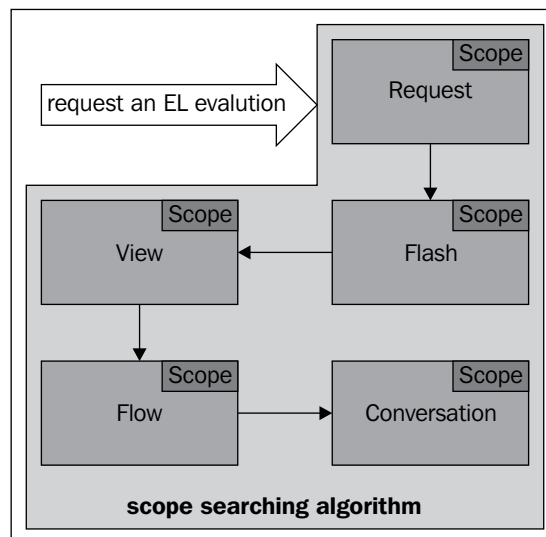 Scope
Request
request an EL evalution
Scope
View
Scope
Flash
Scope
Flow
Scope
Conversation
scope searching algorithm